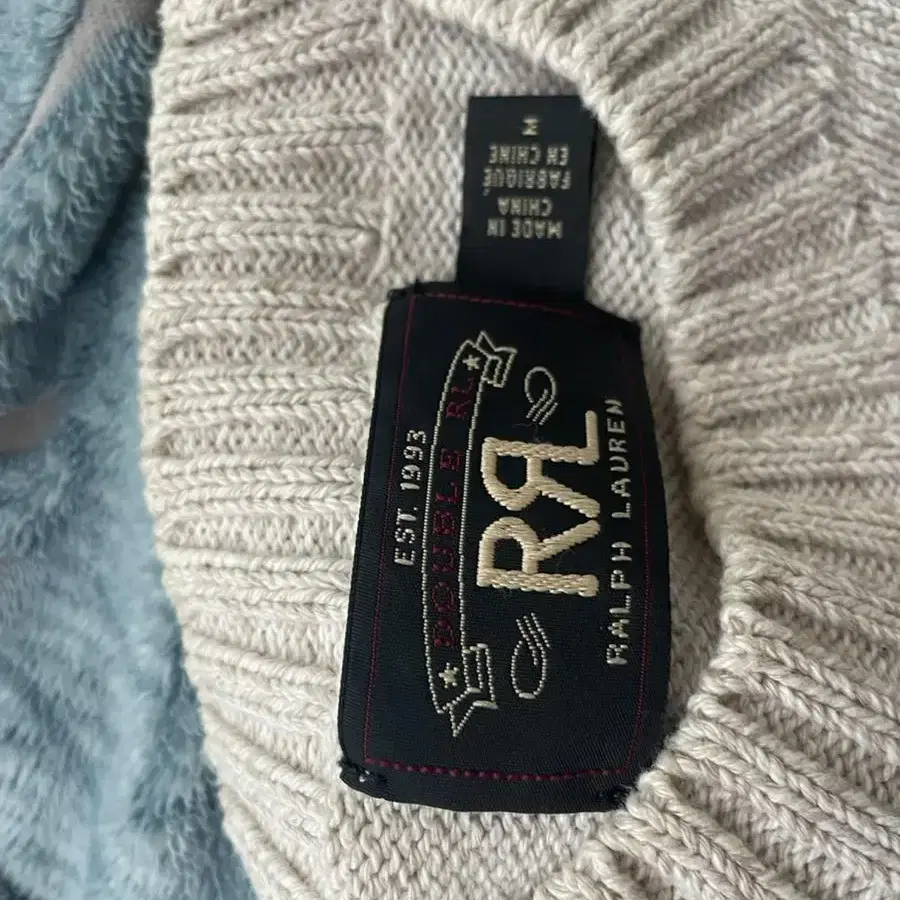 EST. 1993
DOUBLE RL
RRL
RALPH LAUREN
MADE IN
CHINA
FABRIQUÉ
EN CHINE
M